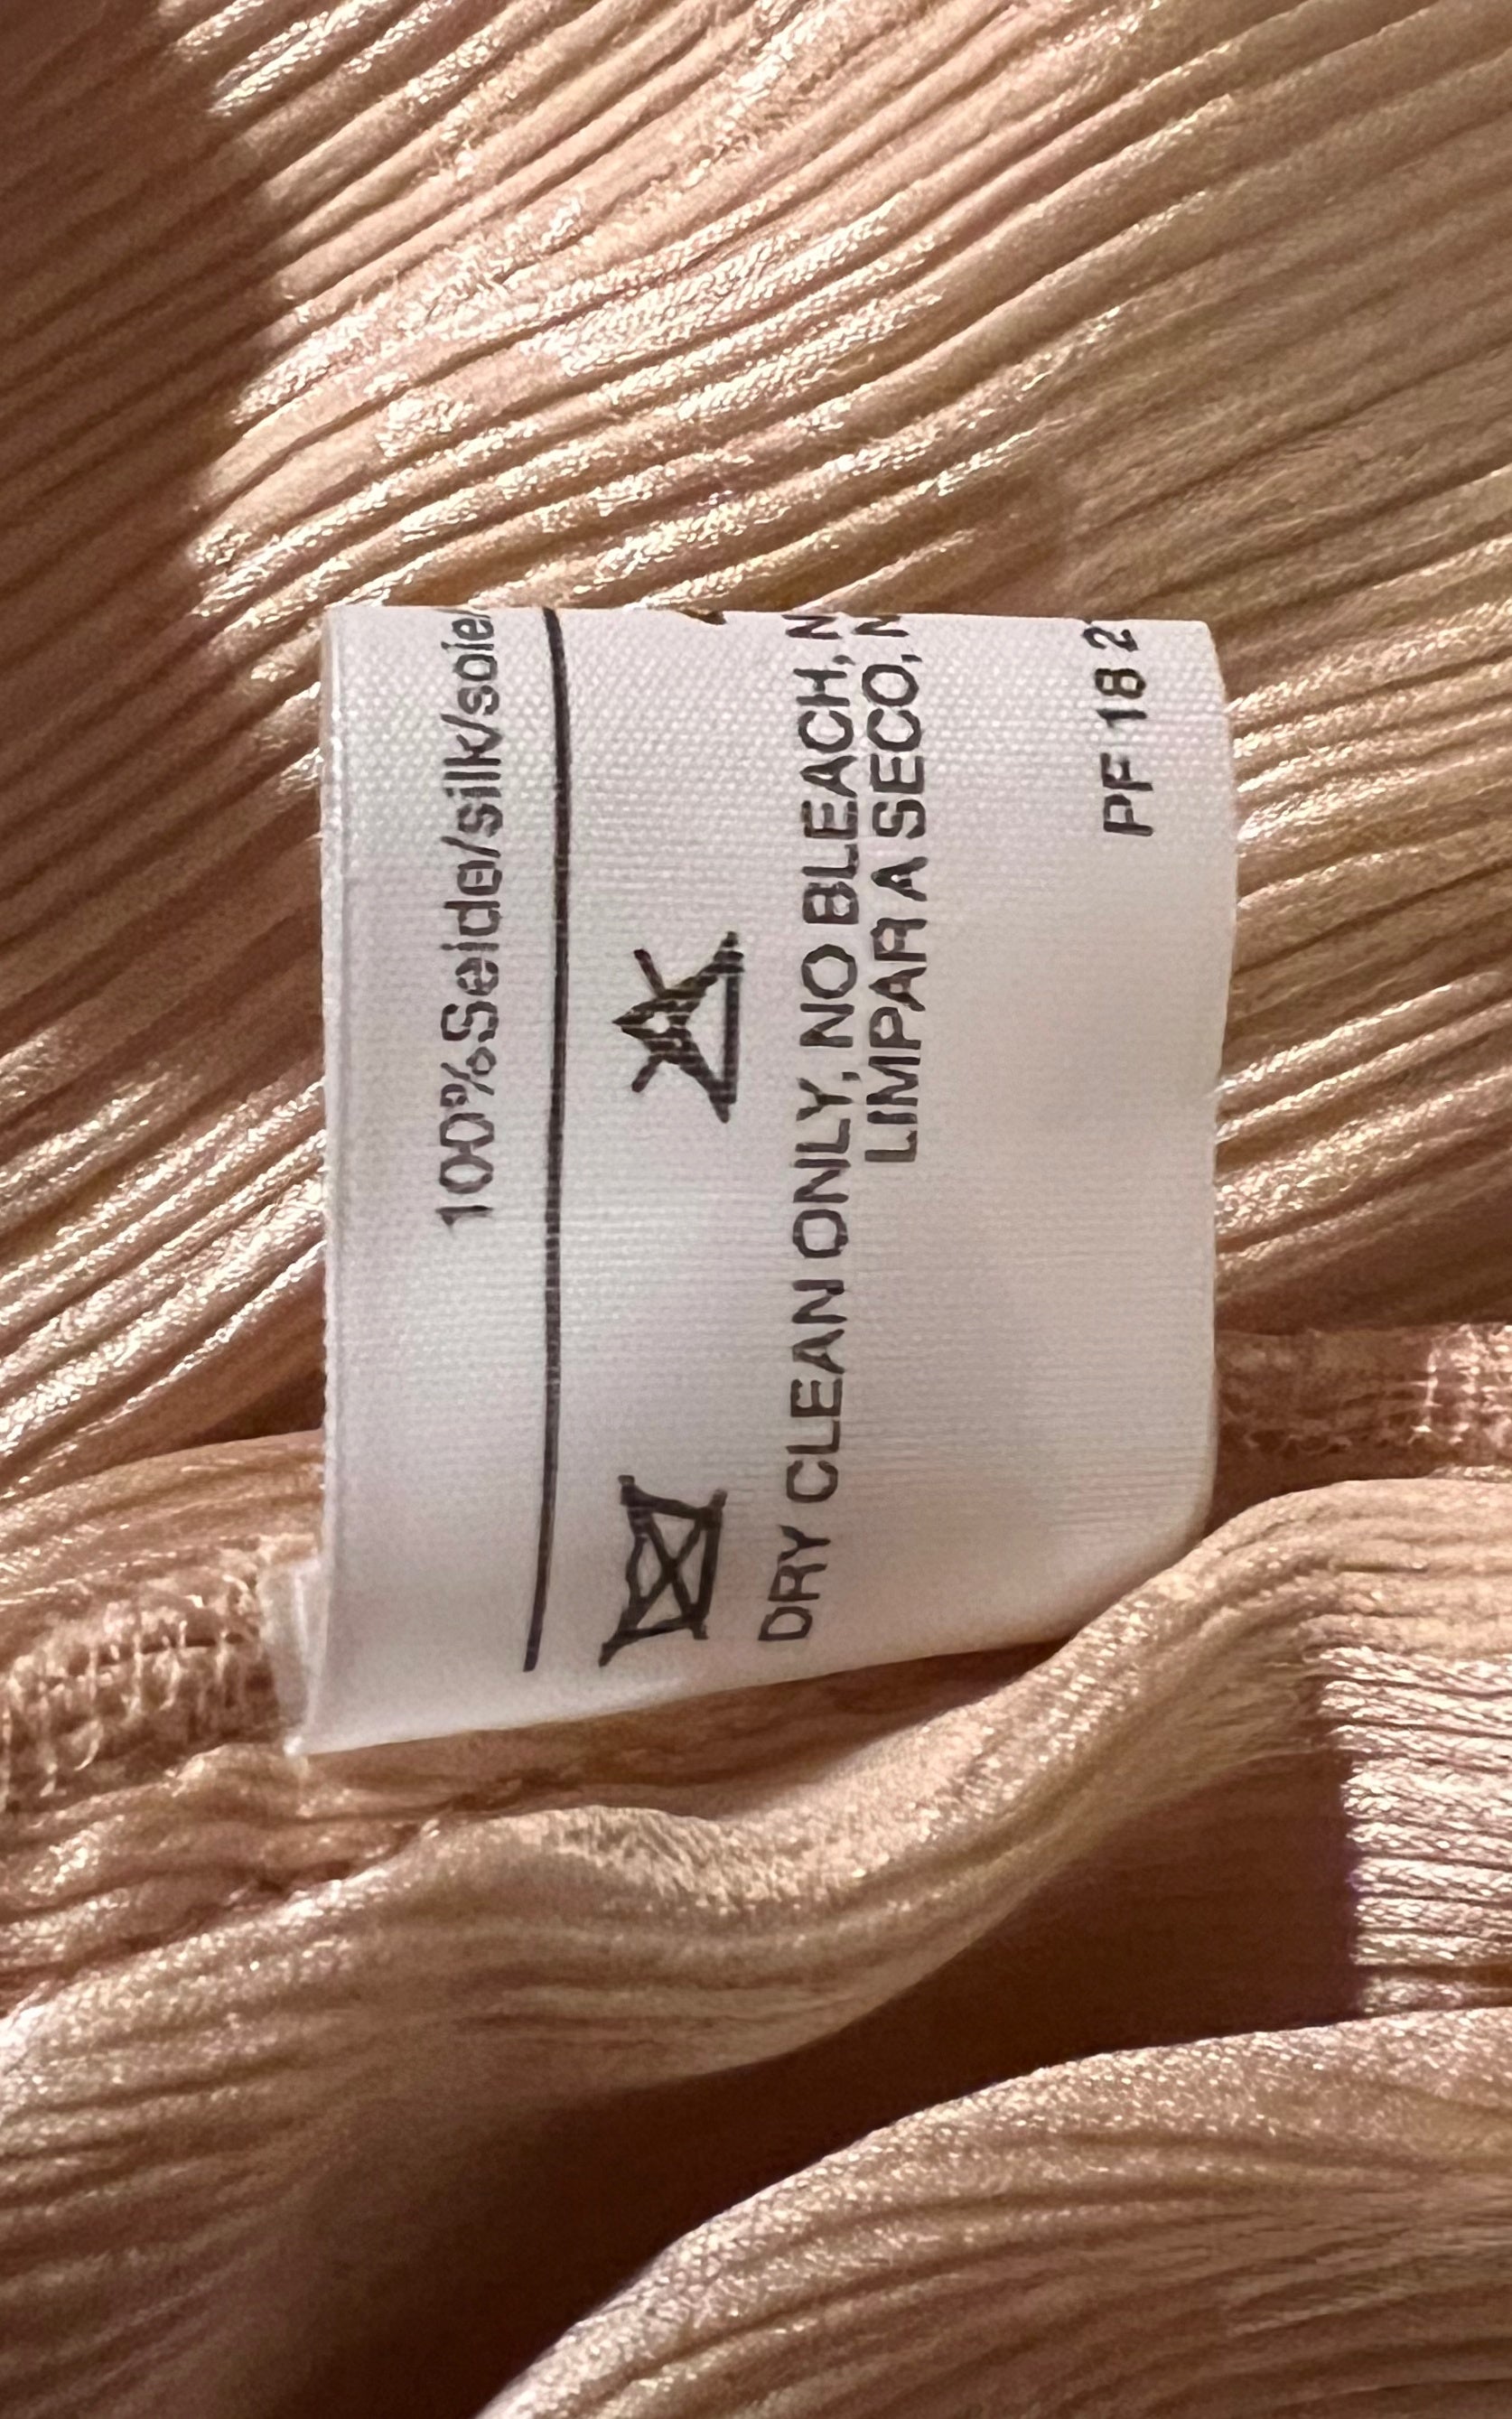 100%Seide/silk/soie/
DRY CLEAN ONLY, NO BLEACH,
LIMPAR A SECO,
PF 18